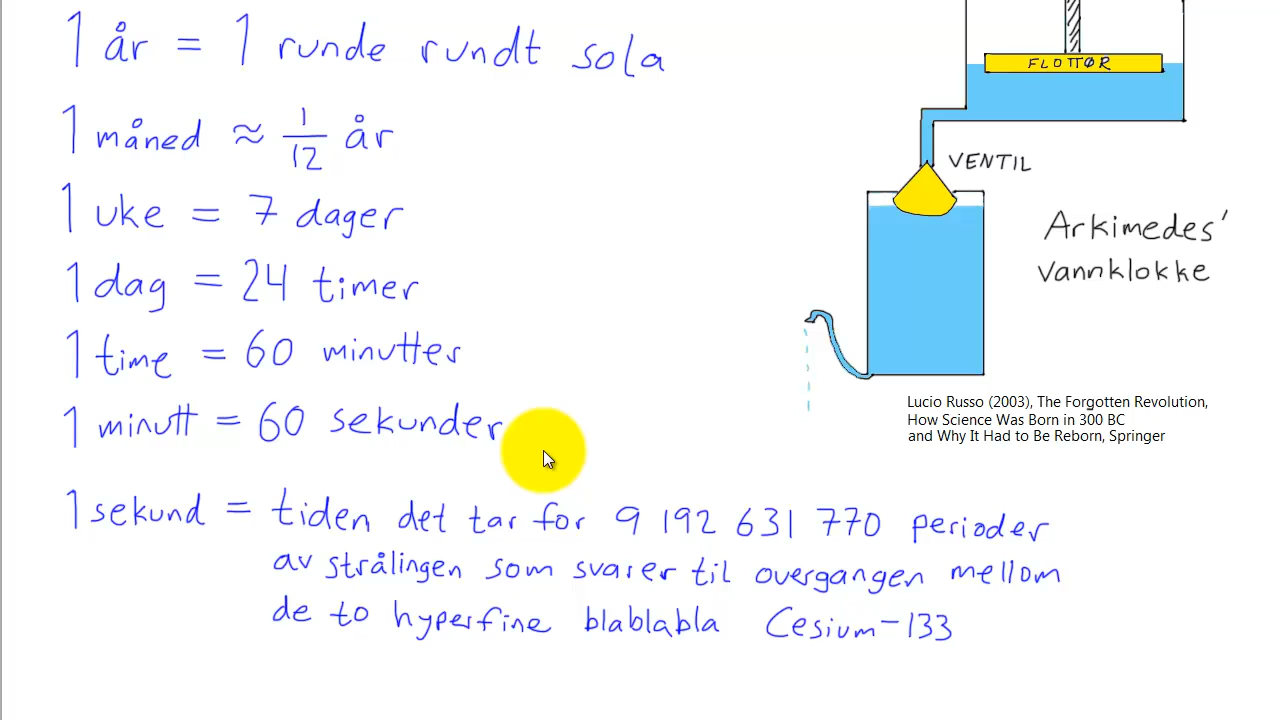 1 år = 1 runde rundt sola
1 måned ≈ 1/12 år
1 uke = 7 dager
1 dag = 24 timer
1 time = 60 minutter
1 minutt = 60 sekunder
1 sekund = tiden det tar for 9 192 631 770 perioder
av strålingen som svarer til overgangen mellom
de to hyperfine blablabla Cesium-133
FLOTTØR
VENTIL
Arkimedes'
vannklokke
Lucio Russo (2003), The Forgotten Revolution,
How Science Was Born in 300 BC
and Why It Had to Be Reborn, Springer